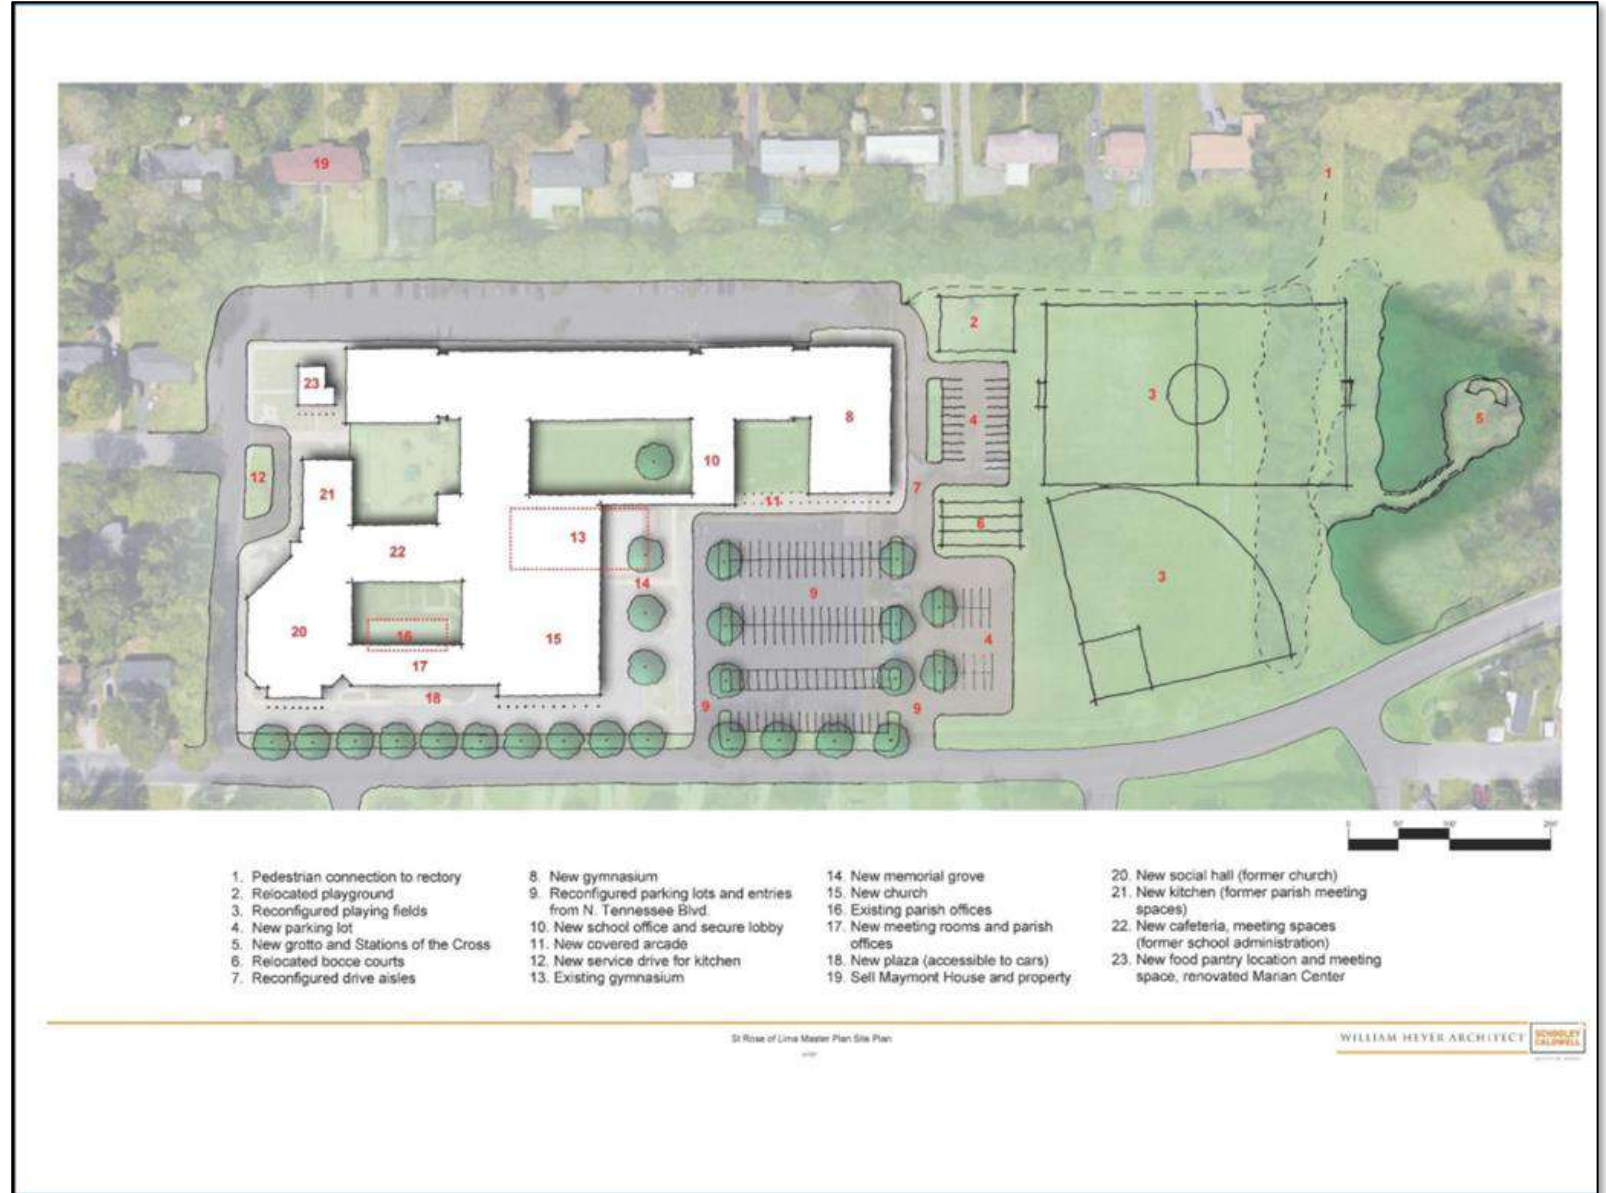 19
1
2
23
3
4
5
8
10
12
21
7
11
6
13
22
14
9
3
20
16
15
4
17
18
9
9
0
50'
100'
200'
1. Pedestrian connection to rectory
2. Relocated playground
3. Reconfigured playing fields
4. New parking lot
5. New grotto and Stations of the Cross
6. Relocated bocce courts
7. Reconfigured drive aisles
8. New gymnasium
9. Reconfigured parking lots and entries
from N. Tennessee Blvd.
10. New school office and secure lobby
11. New covered arcade
12. New service drive for kitchen
13. Existing gymnasium
14. New memorial grove
15. New church
16. Existing parish offices
17. New meeting rooms and parish
offices
18. New plaza (accessible to cars)
19. Sell Maymont House and property
20. New social hall (former church)
21. New kitchen (former parish meeting
spaces)
22. New cafeteria, meeting spaces
(former school administration)
23. New food pantry location and meeting
space, renovated Marian Center
St Rose of Lima Master Plan Site Plan
WILLIAM HEYER ARCHITECT
SCHOOLEY
CALDWELL